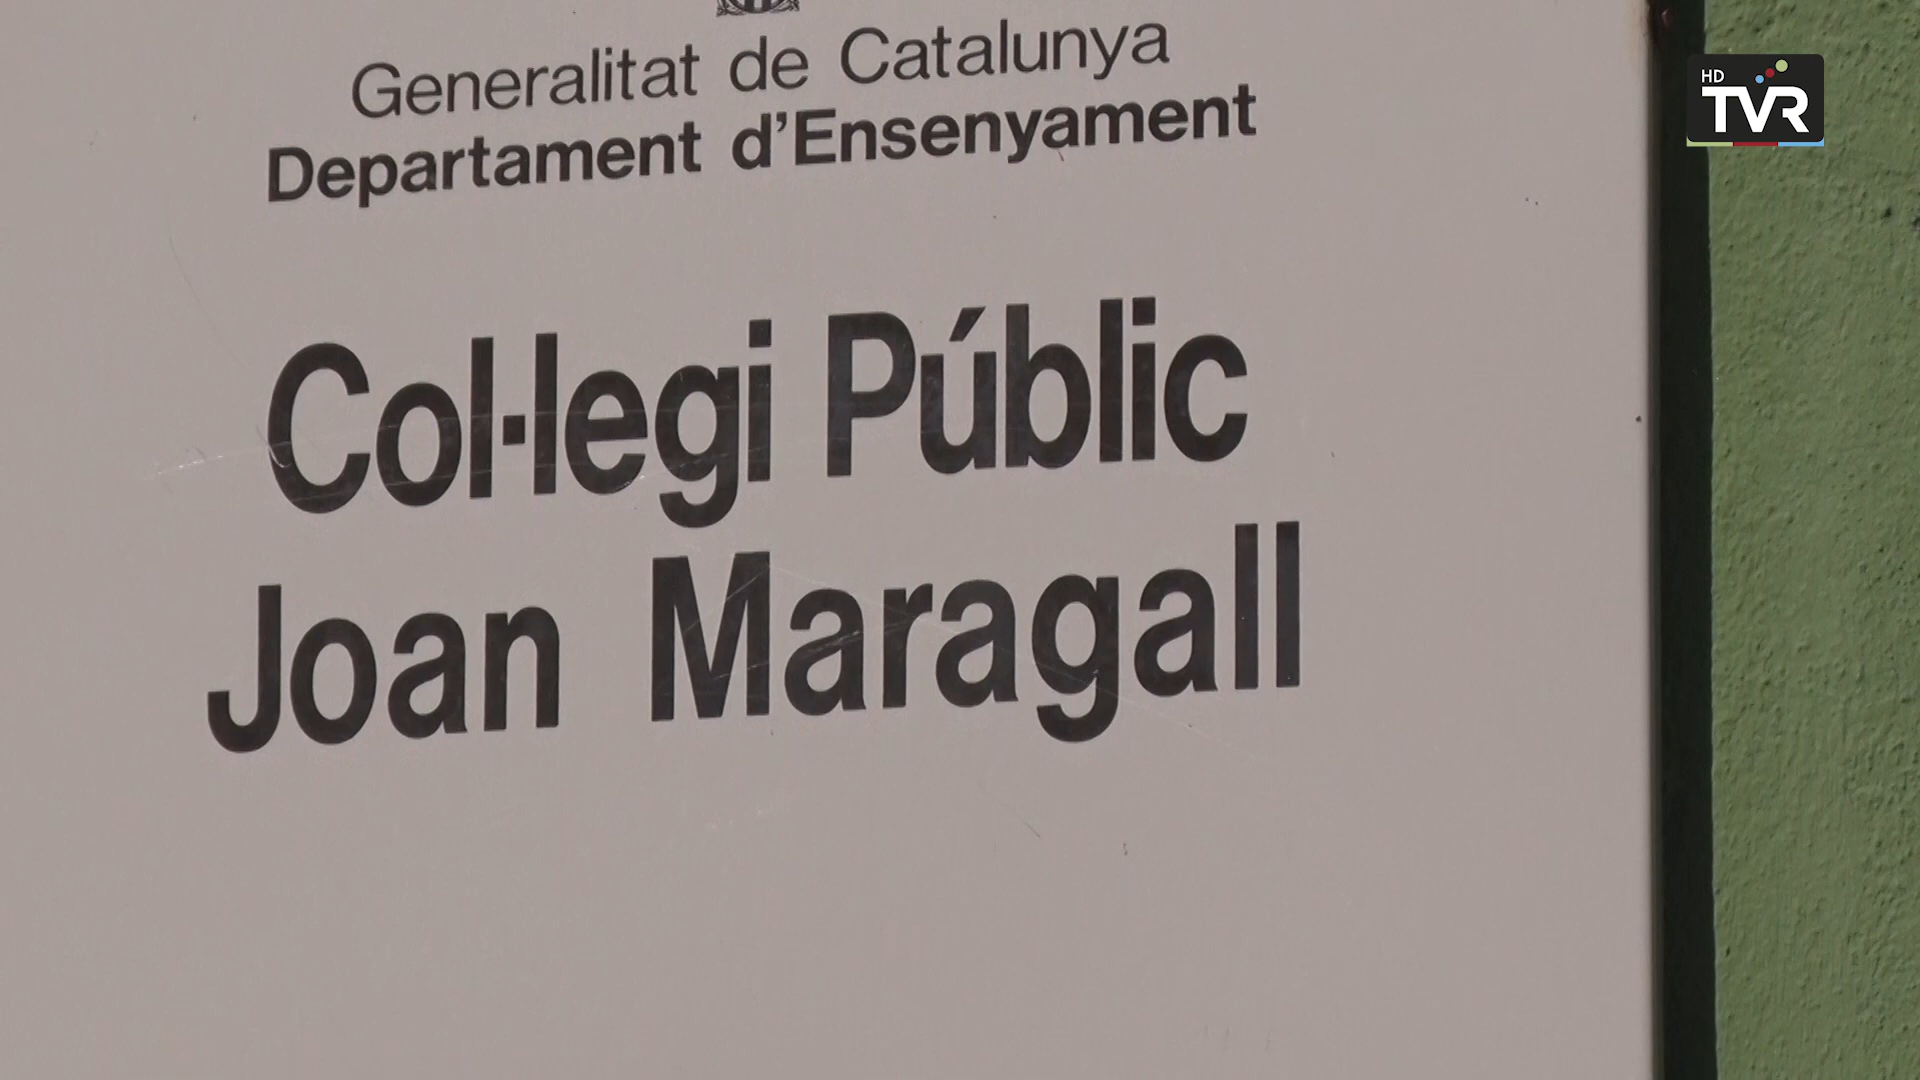 Generalitat de Catalunya
Departament d'Ensenyament
Col·legi Públic
Joan Maragall
HD
TVR